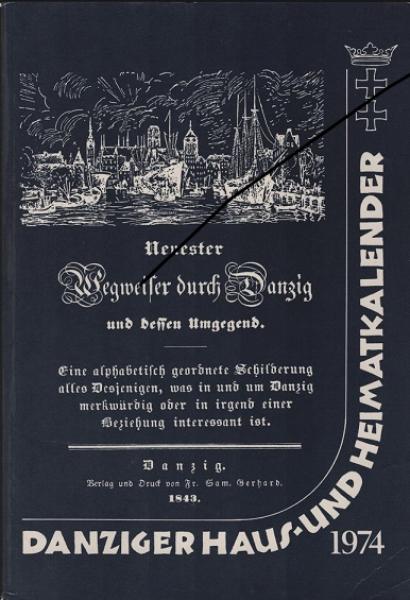 Neuester
Wegweiser durch Danzig
und dessen Umgegend.
Eine alphabetisch geordnete Schilderung
alles Desjenigen, was in und um Danzig
merkwürdig oder in irgend einer
Beziehung interessant ist.
Danzig.
Verlag und Druck von Fr. Sam. Gerhard.
1843.
DANZIGER HAUS- UND HEIMATKALENDER
1974